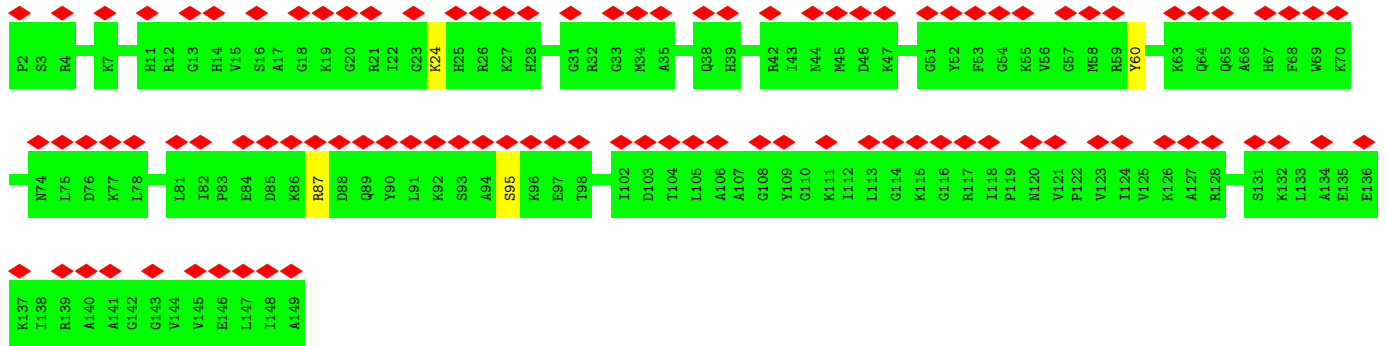 P2 S3 R4 K7 H11 R12 G13 H14 V15 S16 A17 G18 K19 G20 R21 I22 G23 K24 H25 R26 K27 H28 G31 R32 G33 M34 A35 Q38 H39 R42 I43 N44 M45 D46 K47 G51 Y52 F53 G54 K55 V56 G57 M58 R59 Y60 K63 Q64 Q65 A66 H67 F68 W69 K70
N74 L75 D76 K77 L78 L81 I82 P83 E84 D85 K86 R87 D88 Q89 Y90 L91 K92 S93 A94 S95 K96 E97 T98 I102 D103 T104 L105 A106 A107 G108 Y109 G110 K111 I112 L113 G114 K115 G116 R117 I118 P119 N120 V121 P122 V123 I124 V125 K126 A127 R128 S131 K132 L133 A134 E135 E136
K137 I138 R139 A140 A141 G142 G143 V144 V145 E146 L147 I148 A149